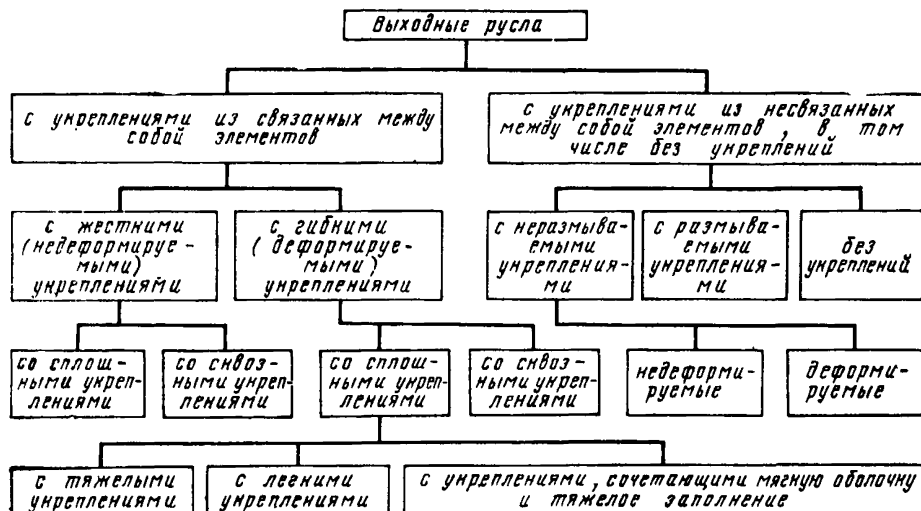 Выходные русла
с укреплениями из связанных между
собой элементов
с укреплениями из несвязанных
между собой элементов, в том
числе без укреплений
с жесткими
(недеформируе-
мыми)
укреплениями
с гибкими
(деформируе-
мыми)
укреплениями
с неразмыва-
емыми
укрепления-
ми
с размыва-
емыми
укрепления-
ми
без
укреплений
со сплош-
ными укреп-
лениями
со сквоз-
ными укреп-
лениями
со сплош-
ными укреп-
лениями
со сквоз-
ными укреп-
лениями
недеформи-
руемые
деформи-
руемые
с тяжелыми
укреплениями
с легкими
укреплениями
с укреплениями, сочетающими мягкую оболочку
и тяжелое заполнение